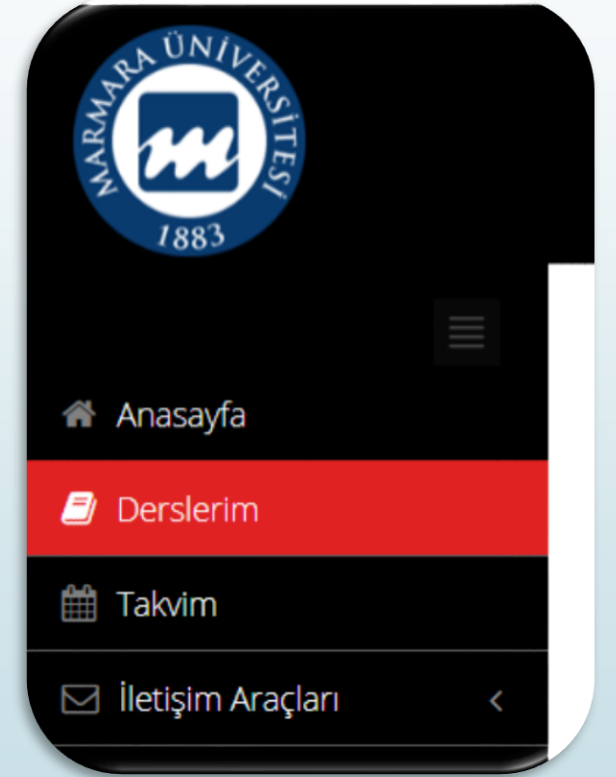 MARMARA ÜNİVERSİTESİ
1883
Anasayfa
Derslerim
Takvim
İletişim Araçları